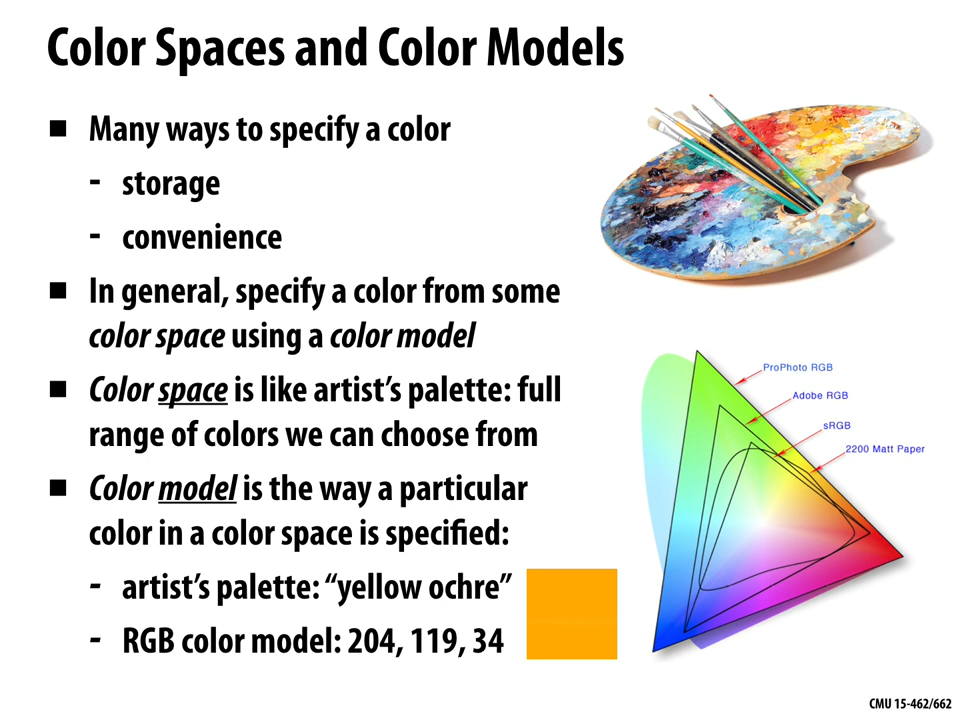 Color Spaces and Color Models
■ Many ways to specify a color
- storage
- convenience
■ In general, specify a color from some
color space using a color model
■ Color space is like artist’s palette: full
range of colors we can choose from
■ Color model is the way a particular
color in a color space is specified:
- artist’s palette: “yellow ochre”
- RGB color model: 204, 119, 34
ProPhoto RGB
Adobe RGB
sRGB
2200 Matt Paper
CMU 15-462/662